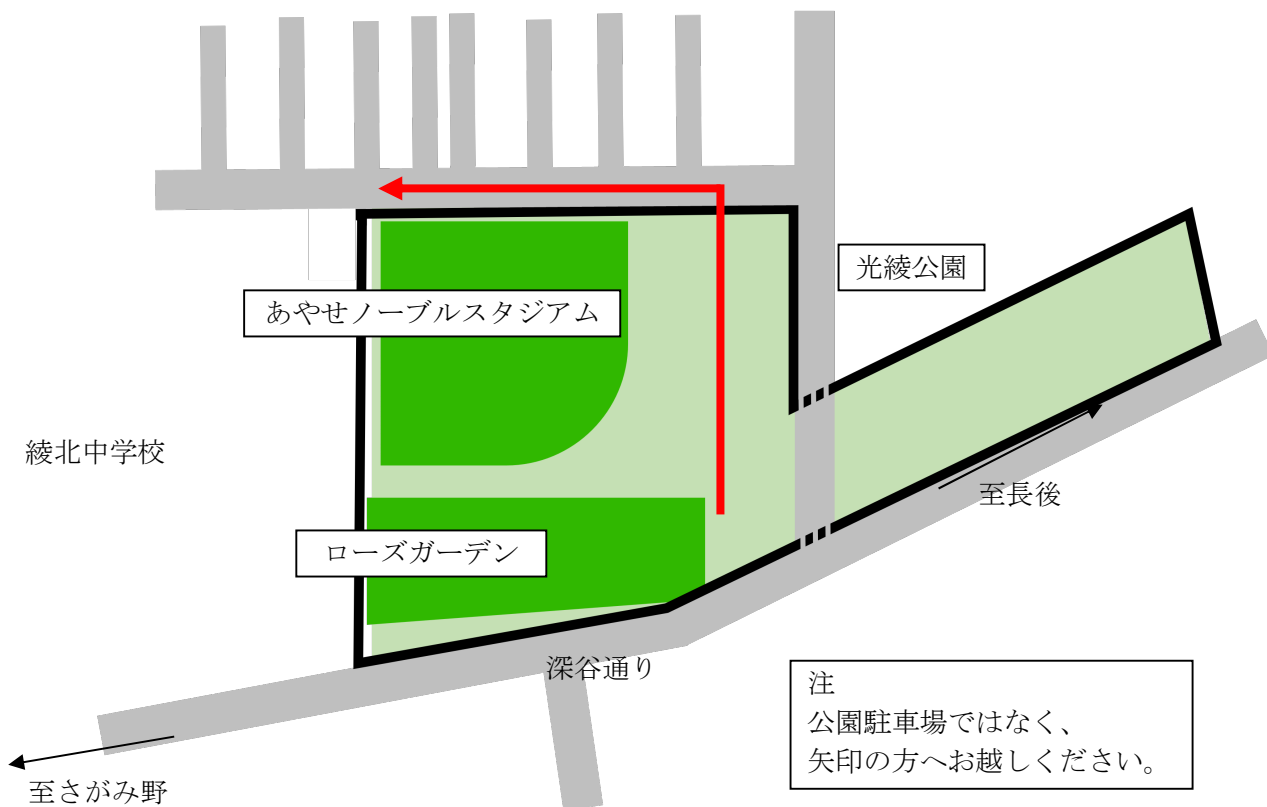 光綾公園
あやせノーブルスタジアム
綾北中学校
至長後
ローズガーデン
深谷通り
注
公園駐車場ではなく、
矢印の方へお越しください。
至さがみ野